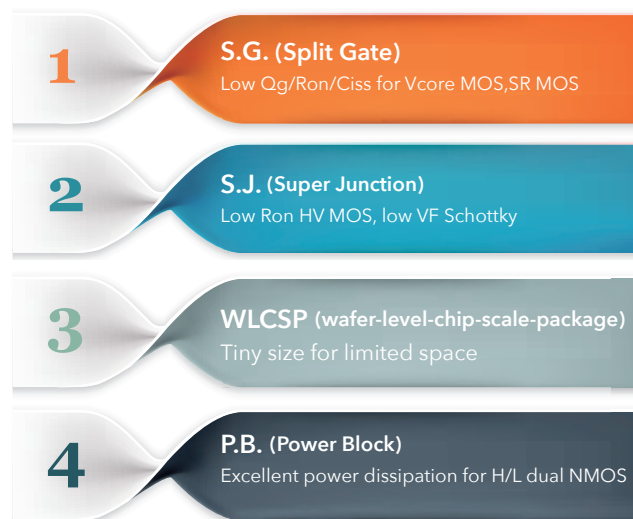 1
S.G. (Split Gate)
Low Qg/Ron/Ciss for Vcore MOS,SR MOS
2
S.J. (Super Junction)
Low Ron HV MOS, low VF Schottky
3
WLCSP (wafer-level-chip-scale-package)
Tiny size for limited space
4
P.B. (Power Block)
Excellent power dissipation for H/L dual NMOS